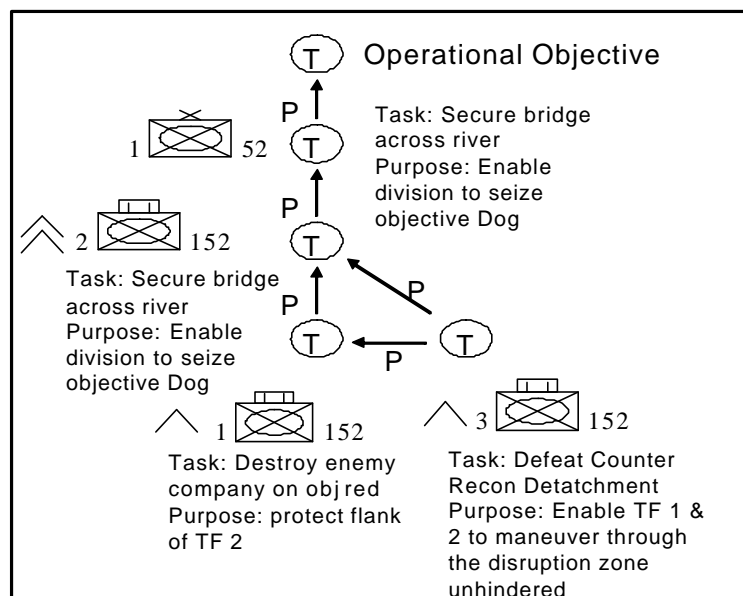 T Operational Objective
P
Task: Secure bridge
across river
Purpose: Enable
division to seize
objective Dog
1 52
T
P
2 152
T
Task: Secure bridge
across river
Purpose: Enable
division to seize
objective Dog
P
P
T
T
P
1 152
Task: Destroy enemy
company on obj red
Purpose: protect flank
of TF 2
3 152
Task: Defeat Counter
Recon Detatchment
Purpose: Enable TF 1 &
2 to maneuver through
the disruption zone
unhindered